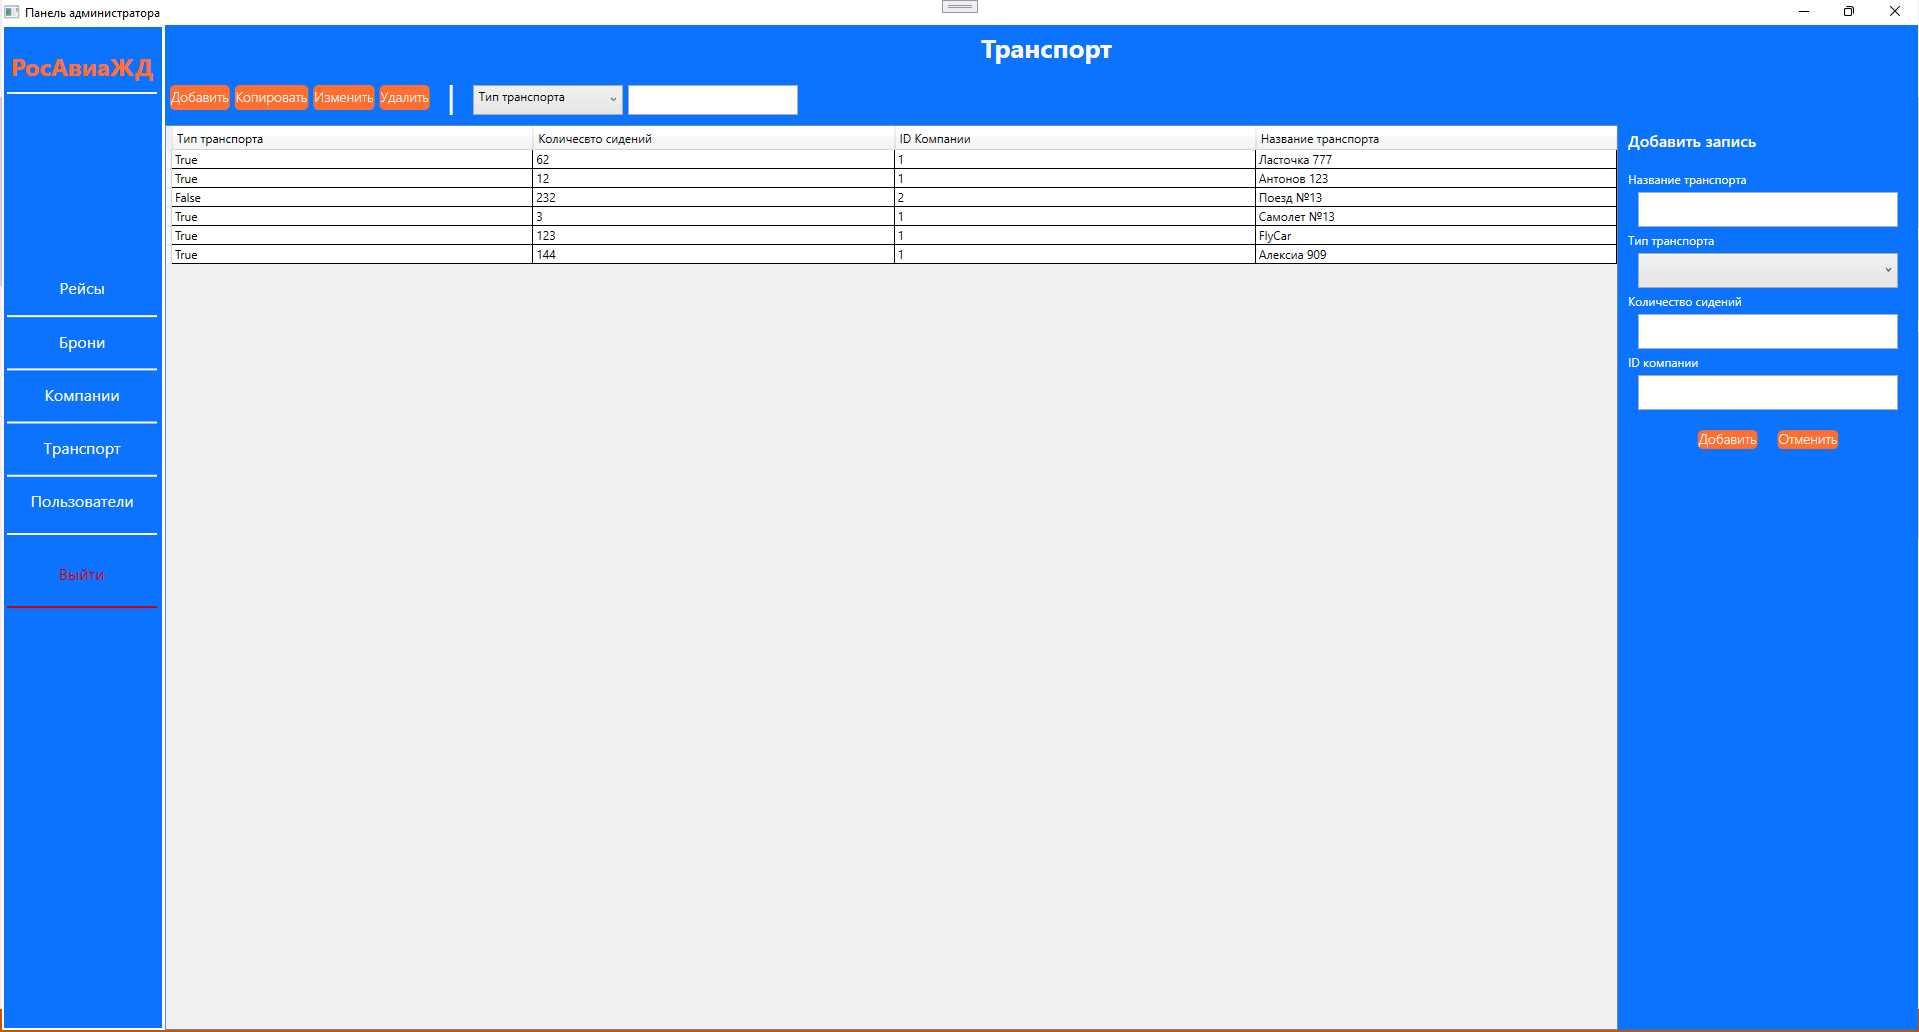 Панель администратора
РосАвиаЖД
Рейсы
Брони
Компании
Транспорт
Пользователи
Выйти
Транспорт
Добавить Копировать Изменить Удалить Тип транспорта
Тип транспорта Количесвто сидений ID Компании Название транспорта
True 62 1 Ласточка 777
True 12 1 Антонов 123
False 232 2 Поезд №13
True 3 1 Самолет №13
True 123 1 FlyCar
True 144 1 Алексиа 909
Добавить запись
Название транспорта
Тип транспорта
Количество сидений
ID компании
Добавить Отменить